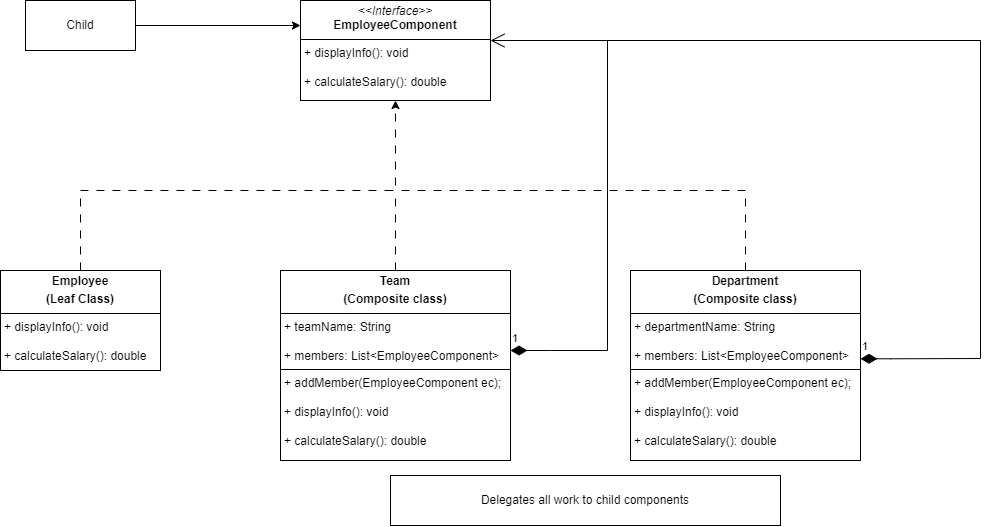 Child
<<Interface>>
EmployeeComponent
+ displayInfo(): void
+ calculateSalary(): double
Employee
(Leaf Class)
+ displayInfo(): void
+ calculateSalary(): double
Team
(Composite class)
+ teamName: String
+ members: List<EmployeeComponent>
1
+ addMember(EmployeeComponent ec);
+ displayInfo(): void
+ calculateSalary(): double
Department
(Composite class)
+ departmentName: String
+ members: List<EmployeeComponent>
1
+ addMember(EmployeeComponent ec);
+ displayInfo(): void
+ calculateSalary(): double
Delegates all work to child components